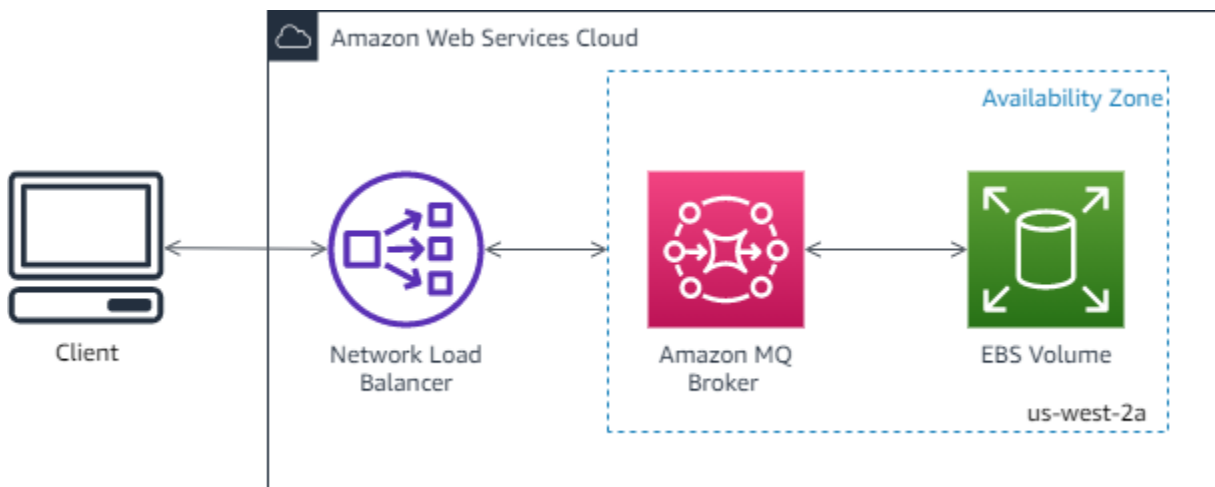 Amazon Web Services Cloud
Availability Zone
Client
Network Load
Balancer
Amazon MQ
Broker
EBS Volume
us-west-2a